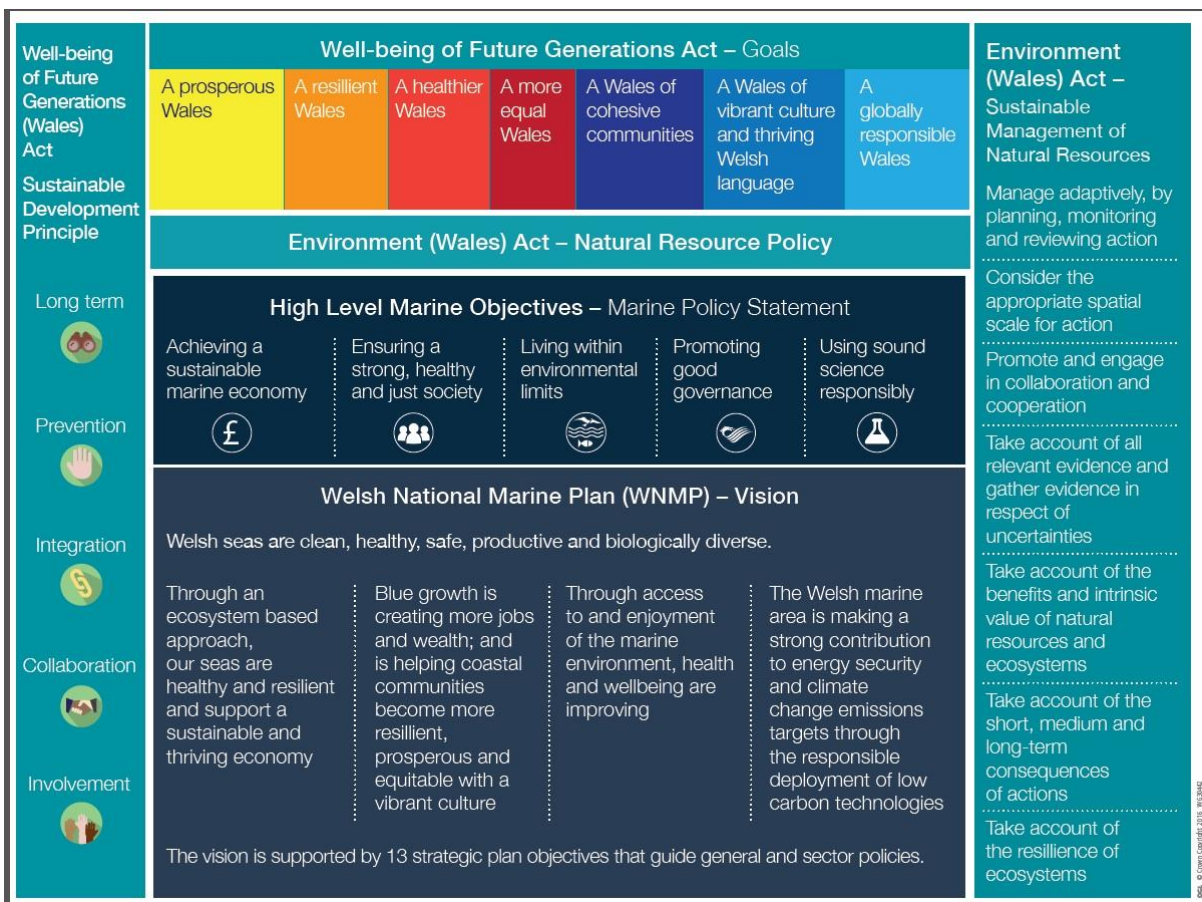 Well-being
of Future
Generations
(Wales)
Act
Sustainable
Development
Principle
Long term
Prevention
Integration
Collaboration
Involvement
Well-being of Future Generations Act – Goals
A prosperous
Wales
A resillient
Wales
A healthier
Wales
A more
equal
Wales
A Wales of
cohesive
communities
A Wales of
vibrant culture
and thriving
Welsh
language
A
globally
responsible
Wales
Environment (Wales) Act – Natural Resource Policy
High Level Marine Objectives – Marine Policy Statement
Achieving a
sustainable
marine economy
£
Ensuring a
strong, healthy
and just society
Living within
environmental
limits
Promoting
good
governance
Using sound
science
responsibly
Welsh National Marine Plan (WNMP) – Vision
Welsh seas are clean, healthy, safe, productive and biologically diverse.
Through an
ecosystem based
approach,
our seas are
healthy and resilient
and support a
sustainable and
thriving economy
Blue growth is
creating more jobs
and wealth; and
is helping coastal
communities
become more
resillient,
prosperous and
equitable with a
vibrant culture
Through access
to and enjoyment
of the marine
environment, health
and wellbeing are
improving
The Welsh marine
area is making a
strong contribution
to energy security
and climate
change emissions
targets through
the responsible
deployment of low
carbon technologies
The vision is supported by 13 strategic plan objectives that guide general and sector policies.
Environment
(Wales) Act –
Sustainable
Management of
Natural Resources
Manage adaptively, by
planning, monitoring
and reviewing action
Consider the
appropriate spatial
scale for action
Promote and engage
in collaboration and
cooperation
Take account of all
relevant evidence and
gather evidence in
respect of
uncertainties
Take account of the
benefits and intrinsic
value of natural
resources and
ecosystems
Take account of the
short, medium and
long-term
consequences
of actions
Take account of
the resillience of
ecosystems
© Crown Copyright 2016 WG30442